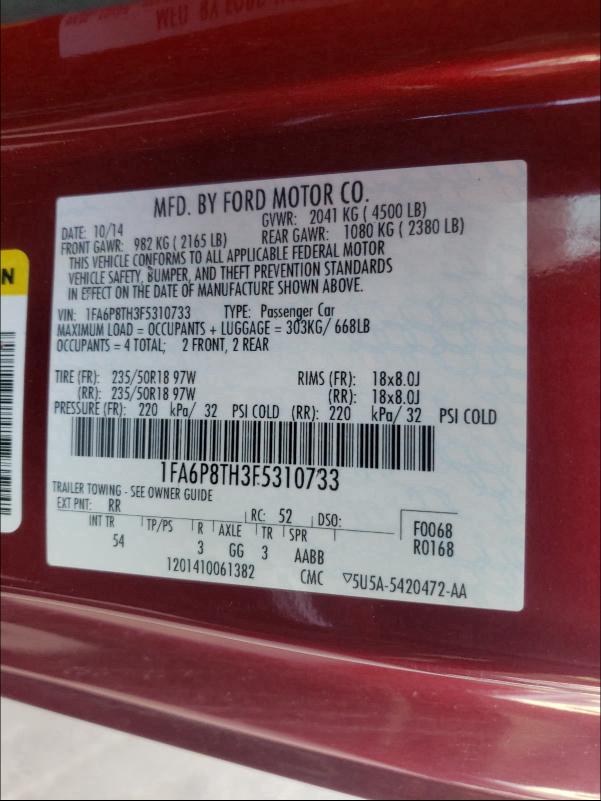 MFD. BY FORD MOTOR CO.
DATE: 10/14 GVWR: 2041 KG ( 4500 LB)
FRONT GAWR: 982 KG ( 2165 LB) REAR GAWR: 1080 KG ( 2380 LB)
THIS VEHICLE CONFORMS TO ALL APPLICABLE FEDERAL MOTOR
VEHICLE SAFETY, BUMPER, AND THEFT PREVENTION STANDARDS
IN EFFECT ON THE DATE OF MANUFACTURE SHOWN ABOVE.
VIN: 1FA6P8TH3F5310733 TYPE: Passenger Car
MAXIMUM LOAD = OCCUPANTS + LUGGAGE = 303KG/ 668LB
OCCUPANTS = 4 TOTAL; 2 FRONT, 2 REAR
TIRE (FR): 235/50R18 97W RIMS (FR): 18x8.0J
(RR): 235/50R18 97W (RR): 18x8.0J
PRESSURE (FR): 220 kPa/ 32 PSI COLD (RR): 220 kPa/ 32 PSI COLD
1FA6P8TH3F5310733
TRAILER TOWING - SEE OWNER GUIDE
EXT PNT: RR RC: 52 DSO: F0068
INT TR TP/PS R AXLE TR SPR R0168
54 3 GG 3 AABB
1201410061382 CMC ▽5U5A-5420472-AA
N